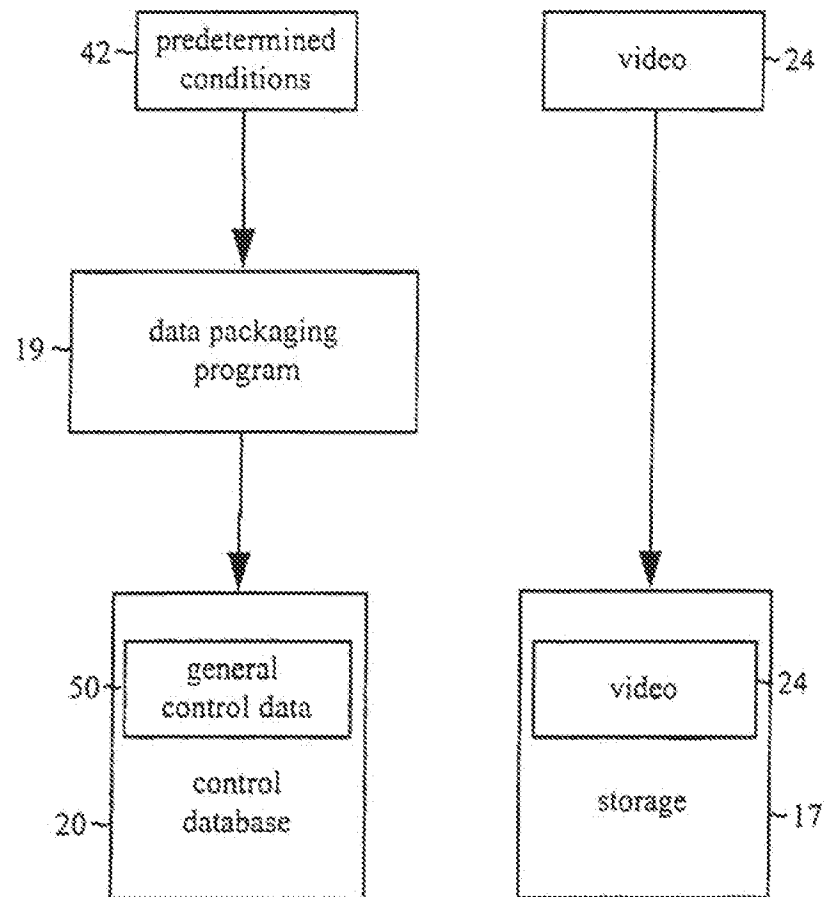 42
predetermined
conditions
video
24
19
data packaging
program
50
general
control data
control
database
20
video
24
storage
17